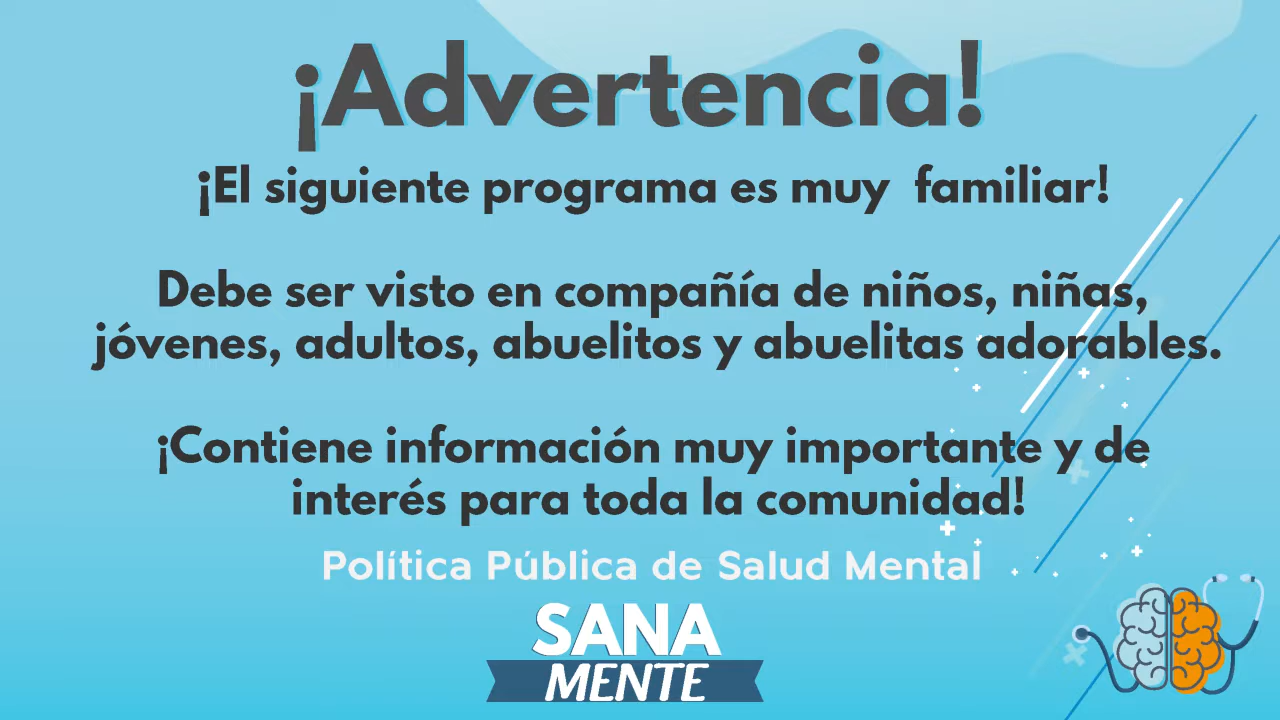 ¡Advertencia!
¡El siguiente programa es muy familiar!
Debe ser visto en compañía de niños, niñas,
jóvenes, adultos, abuelitos y abuelitas adorables.
¡Contiene información muy importante y de
interés para toda la comunidad!
Política Pública de Salud Mental
SANA
MENTE